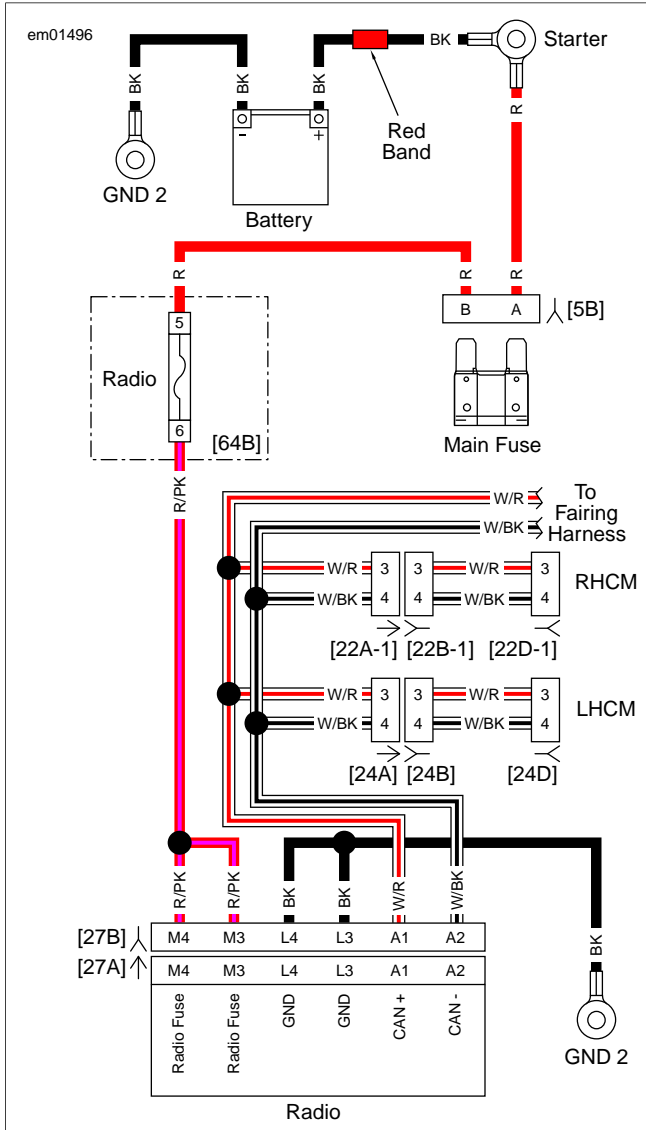 em01496
BK
Starter
BK
BK
R
Red
Band
-
+
GND 2
Battery
R
R
R
B
A
[5B]
5
Radio
6
[64B]
Main Fuse
R/PK
W/R
To
Fairing
Harness
W/BK
W/R
3
3
W/R
3
RHCM
W/BK
4
4
W/BK
4
[22A-1]
[22B-1]
[22D-1]
W/R
3
3
W/R
3
LHCM
W/BK
4
4
W/BK
4
[24A]
[24B]
[24D]
R/PK
R/PK
BK
BK
W/R
W/BK
BK
[27B]
M4
M3
L4
L3
A1
A2
[27A]
M4
M3
L4
L3
A1
A2
Radio Fuse
Radio Fuse
GND
GND
CAN +
CAN -
GND 2
Radio